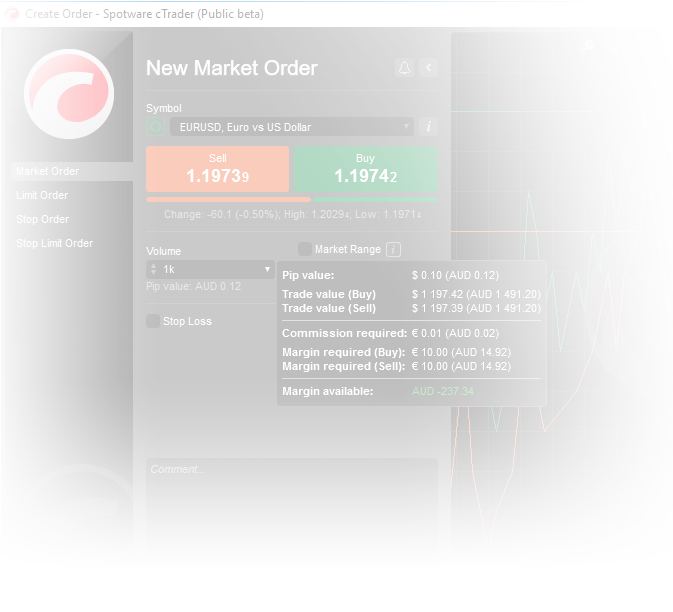 Create Order - Spotware cTrader (Public beta)
New Market Order
Symbol
EURUSD, Euro vs US Dollar
i
Sell
1.19739
Buy
1.19742
Change: -60.1 (-0.50%); High: 1.20294; Low: 1.19714
Market Order
Limit Order
Stop Order
Stop Limit Order
Volume
Market Range
i
1k
Pip value: AUD 0.12
Stop Loss
Pip value: $ 0.10 (AUD 0.12)
Trade value (Buy) $ 1 197.42 (AUD 1 491.20)
Trade value (Sell) $ 1 197.39 (AUD 1 491.20)
Commission required: € 0.01 (AUD 0.02)
Margin required (Buy): € 10.00 (AUD 14.92)
Margin required (Sell): € 10.00 (AUD 14.92)
Margin available: AUD -237.34
Comment...